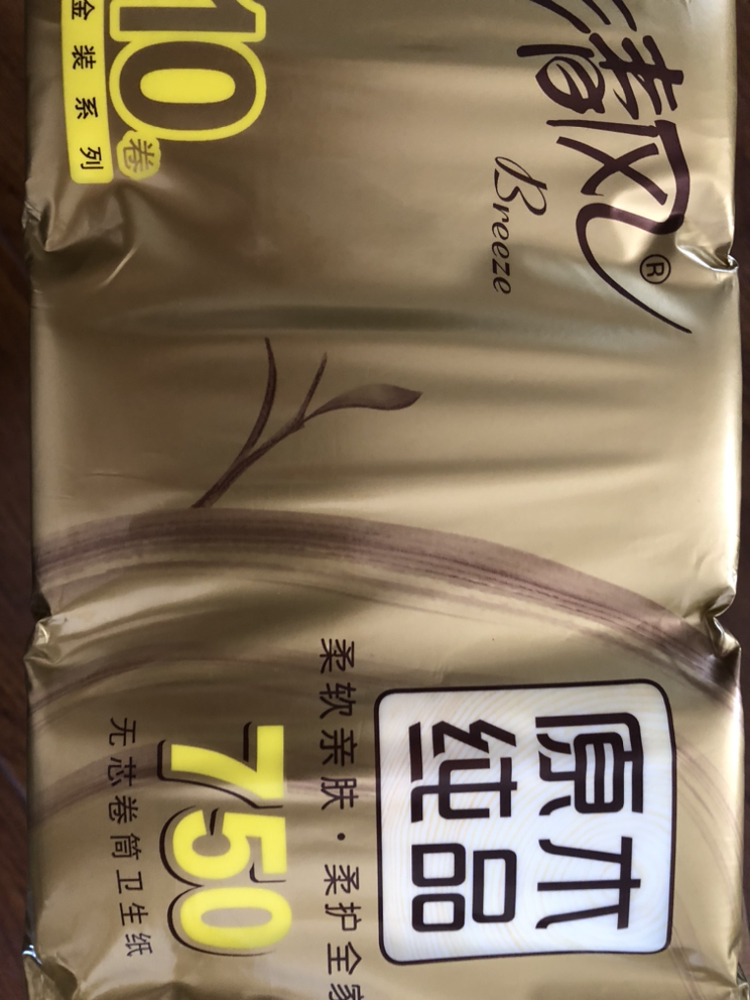 清风®
Breeze
10卷
金装系列
原木
纯品
柔软亲肤·柔护全家
750
无芯卷筒卫生纸